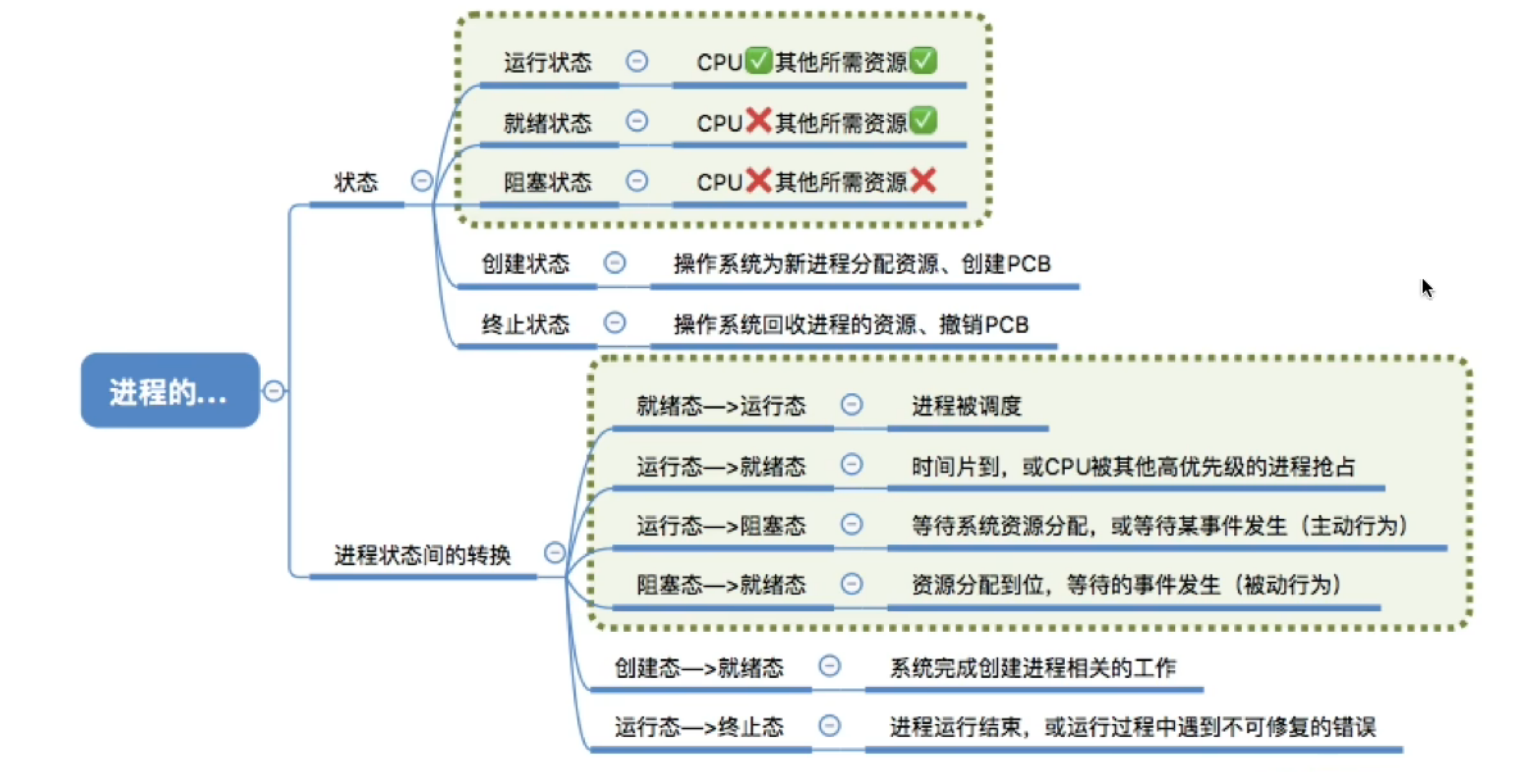 进程的...
状态
运行状态
CPU✅其他所需资源✅
就绪状态
CPU❌其他所需资源✅
阻塞状态
CPU❌其他所需资源❌
创建状态
操作系统为新进程分配资源、创建PCB
终止状态
操作系统回收进程的资源、撤销PCB
进程状态间的转换
就绪态—>运行态
进程被调度
运行态—>就绪态
时间片到，或CPU被其他高优先级的进程抢占
运行态—>阻塞态
等待系统资源分配，或等待某事件发生（主动行为）
阻塞态—>就绪态
资源分配到位，等待的事件发生（被动行为）
创建态—>就绪态
系统完成创建进程相关的工作
运行态—>终止态
进程运行结束，或运行过程中遇到不可修复的错误